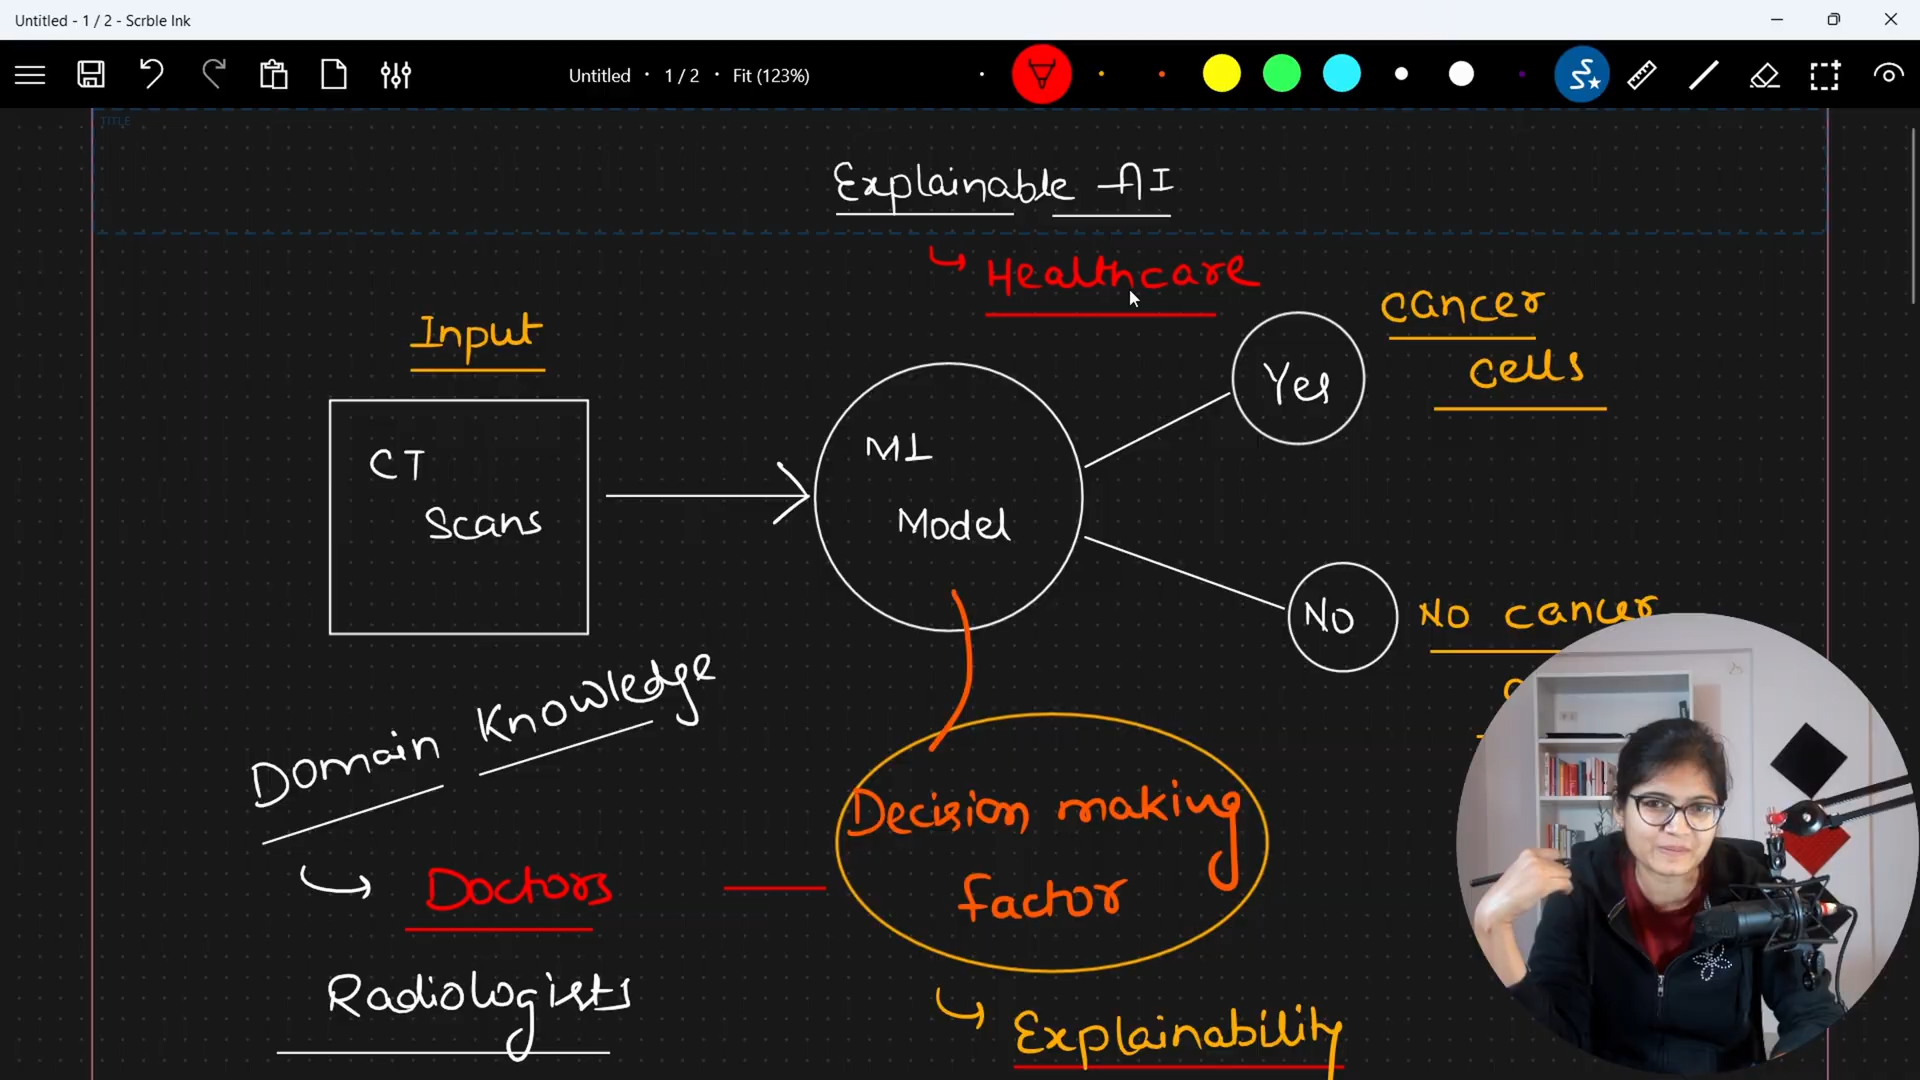 Untitled - 1 / 2 - Scrble Ink
Untitled • 1 / 2 • Fit (123%)
TITLE
Explainable AI
Healthcare
Input
CT
Scans
ML
Model
Yes
cancer
cells
No
No cancer
Domain Knowledge
Doctors
Radiologists
Decision making
factor
Explainability